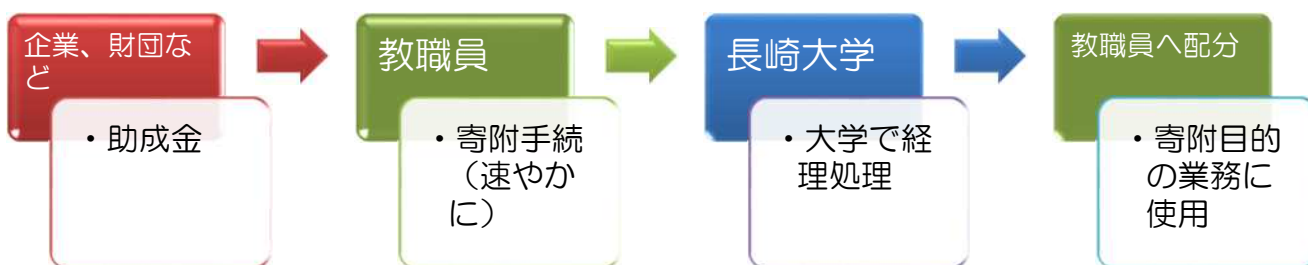 企業、財団な
ど
・助成金
教職員
・寄附手続
（速やか
に）
長崎大学
・大学で経
理処理
教職員へ配分
・寄附目的
の業務に
使用